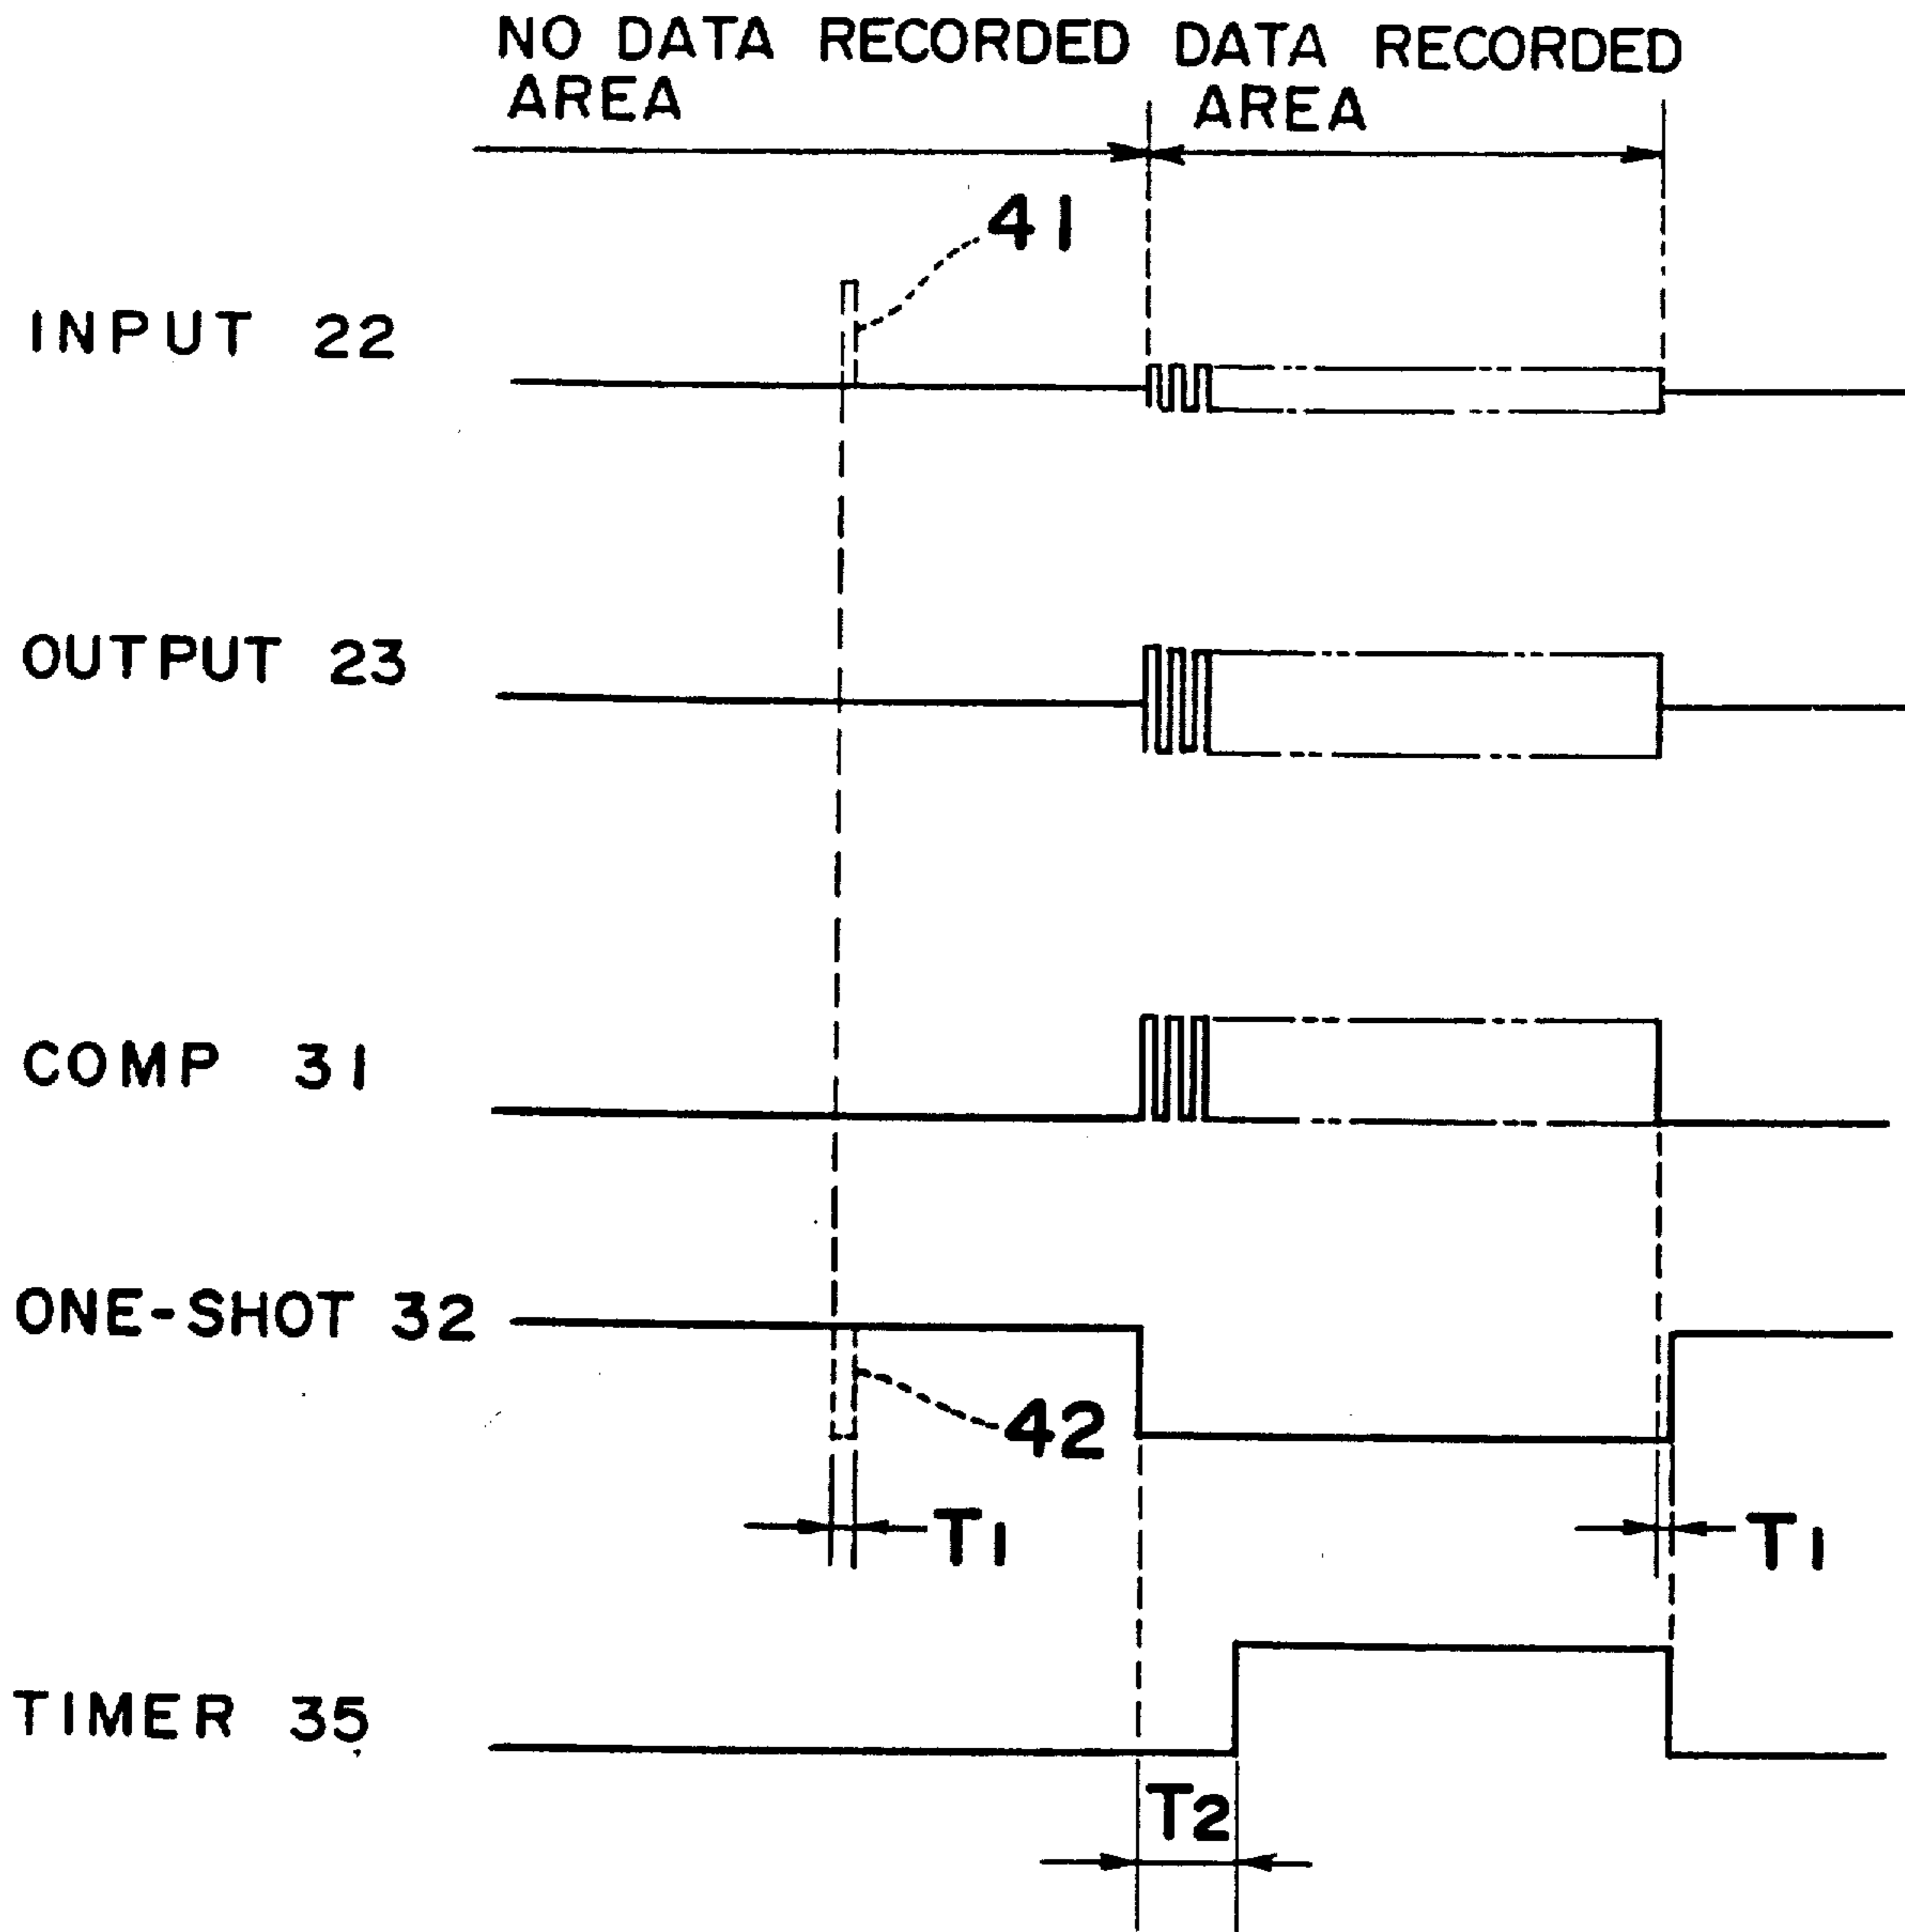 NO DATA RECORDED
AREA
DATA RECORDED
AREA
41
INPUT 22
OUTPUT 23
COMP 31
ONE-SHOT 32
42
T1
T1
TIMER 35
T2